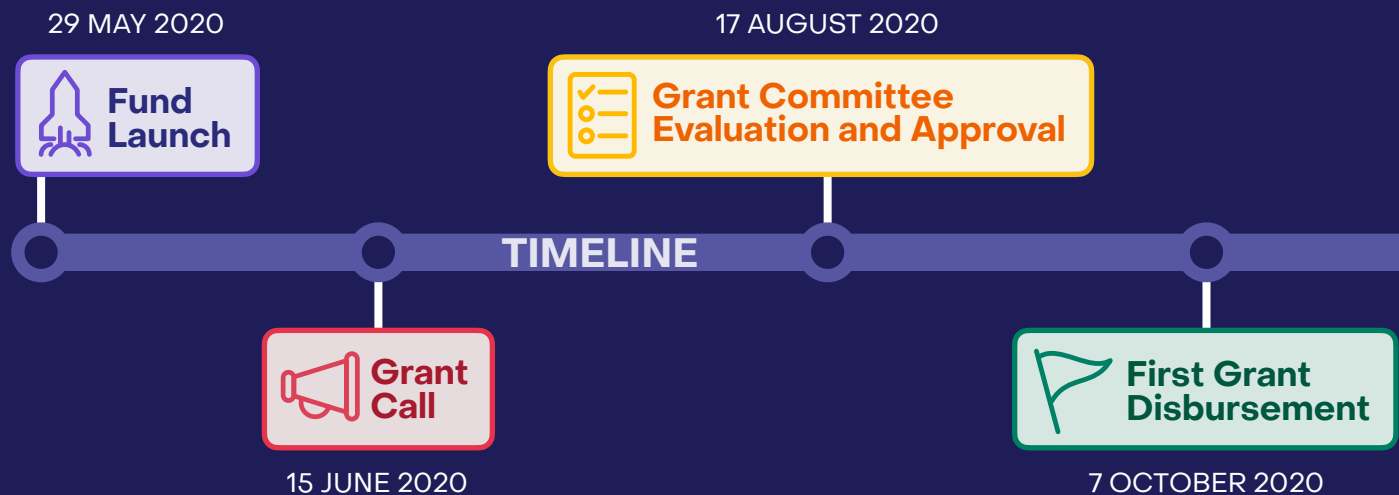 29 MAY 2020
Fund
Launch
17 AUGUST 2020
Grant Committee
Evaluation and Approval
TIMELINE
Grant
Call
15 JUNE 2020
First Grant
Disbursement
7 OCTOBER 2020